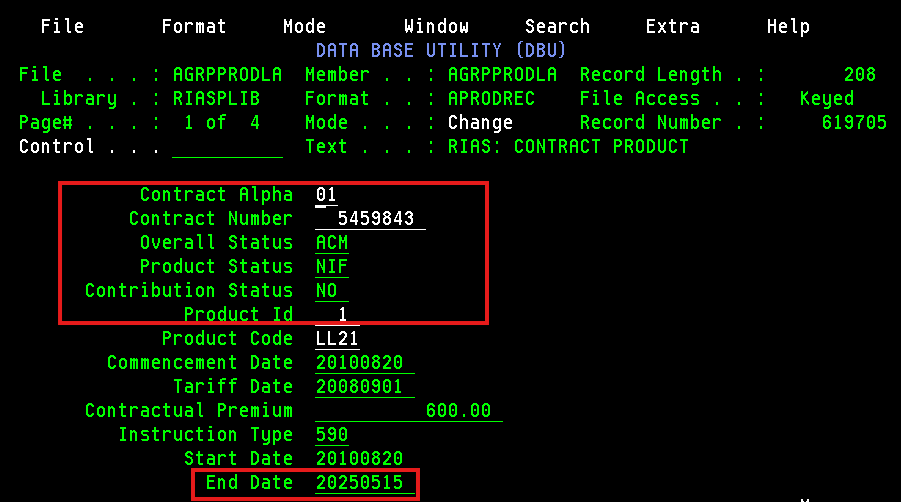 File Format Mode Window Search Extra Help
DATA BASE UTILITY (DBU)
File . . . : AGRPPRODLA Member . . : AGRPPRODLA Record Length . : 208
Library . : RIASPLIB Format . . : APRODREC File Access . . : Keyed
Page# . . . : 1 of 4 Mode . . . : Change Record Number . : 619705
Control . . . Text . . . : RIAS: CONTRACT PRODUCT
Contract Alpha 01
Contract Number 5459843
Overall Status ACM
Product Status NIF
Contribution Status NO
Product Id 1
Product Code LL21
Commencement Date 20100820
Tariff Date 20080901
Contractual Premium 600.00
Instruction Type 590
Start Date 20100820
End Date 20250515